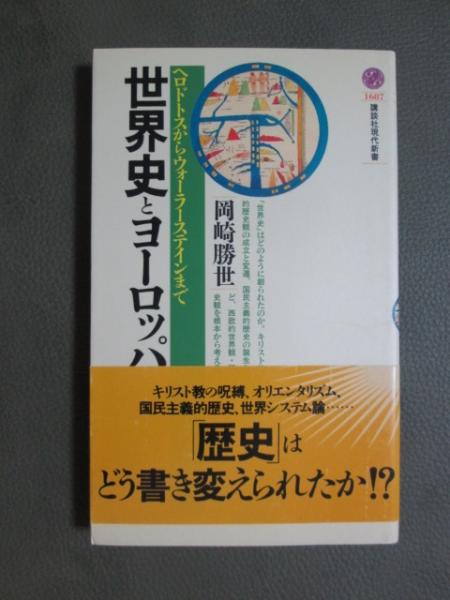 1607
講談社現代新書
ヘロドトスからウォーラーステインまで
世界史とヨーロッパ
岡崎勝世
「世界史」はどのように創られたのか。キリスト
的歴史観の成立と変遷、国民主義的歴史の誕生
ど、西欧的世界観・
史観を根本から考え
キリスト教の呪縛、オリエンタリズム、
国民主義的歴史、世界システム論……
「歴史」は
どう書き変えられたか!?